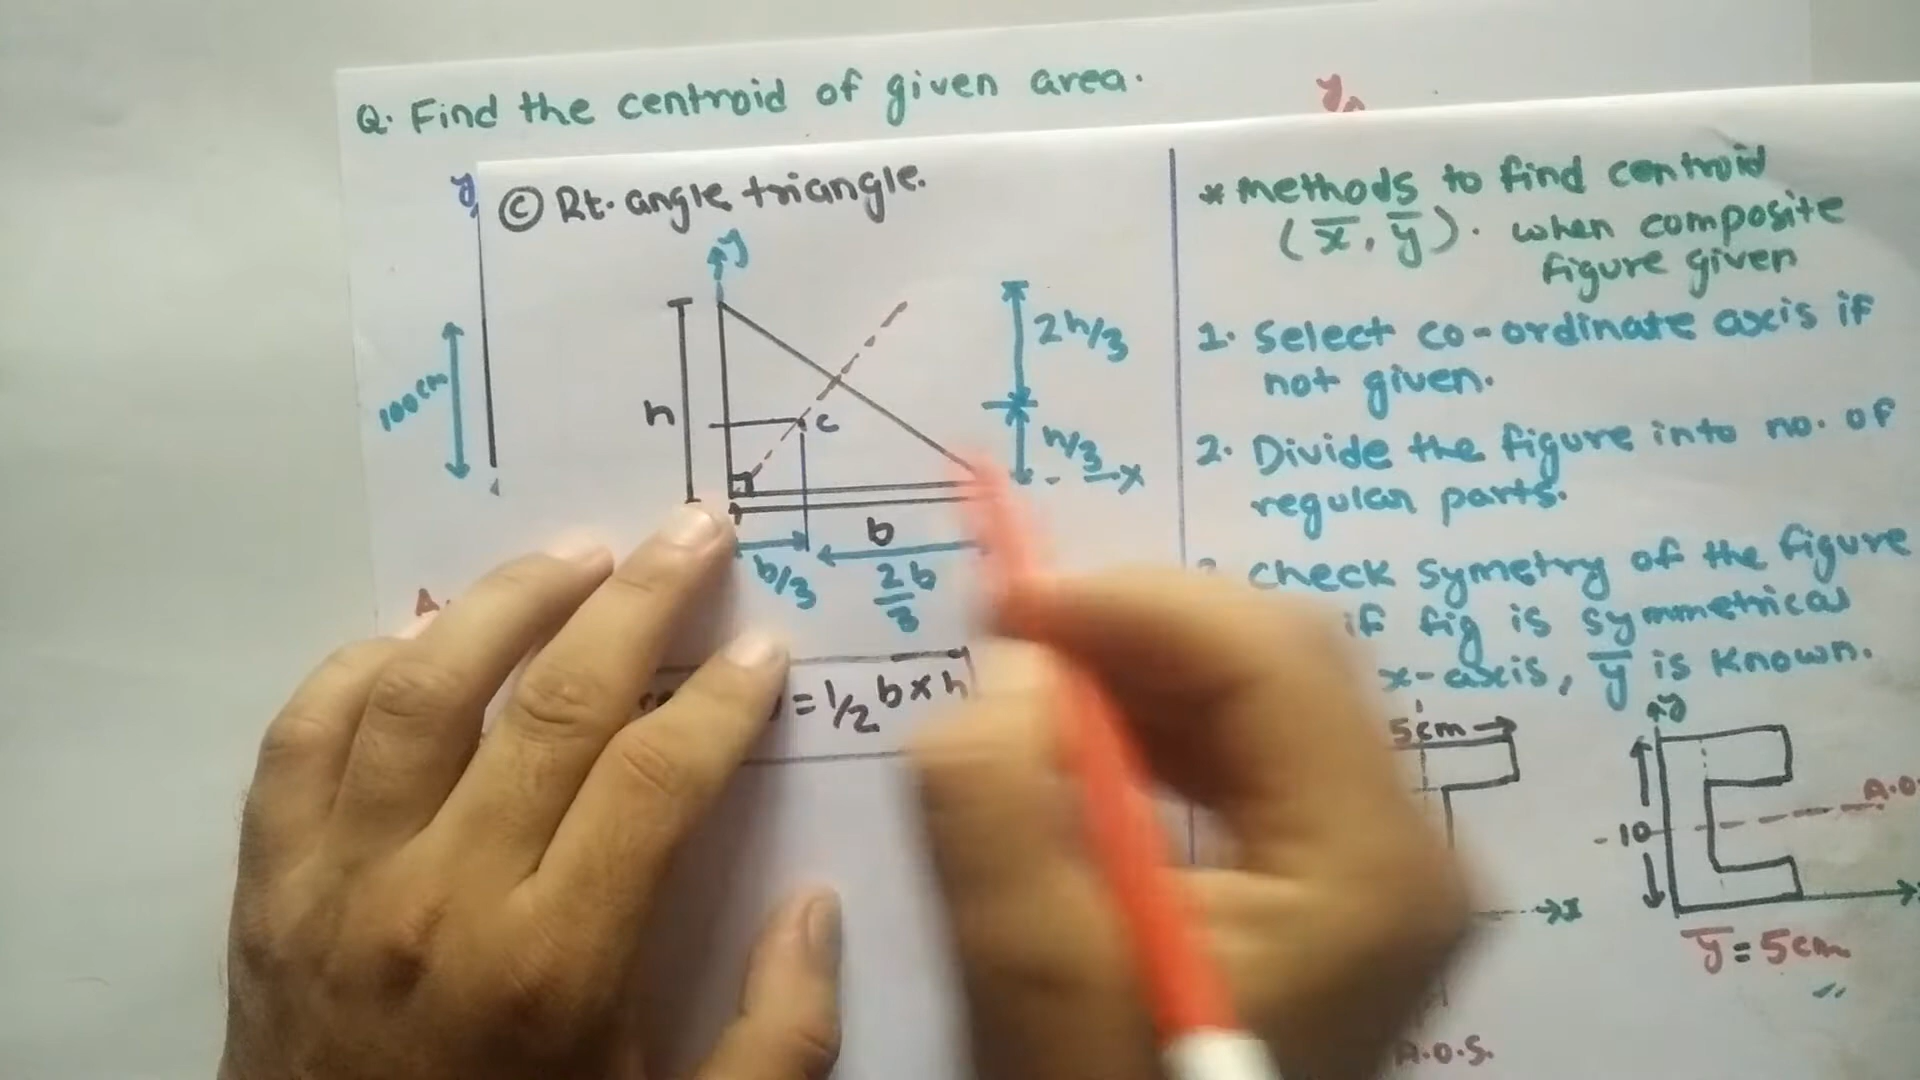 Q. Find the centroid of given area.
y
y
© Rt. angle triangle.
y
100cm
h
c
2h/3
h/3
x
b
b/3
2b/3
= 1/2 b x h
* methods to find centroid
(x̅, y̅). when composite
figure given
1. Select co-ordinate axis if
not given.
2. Divide the figure into no. of
regular parts.
check symetry of the figure
if fig is symmetrical
x-axis, y̅ is known.
5cm
y
10
A.O.
x
y̅ = 5cm
A.O.S.